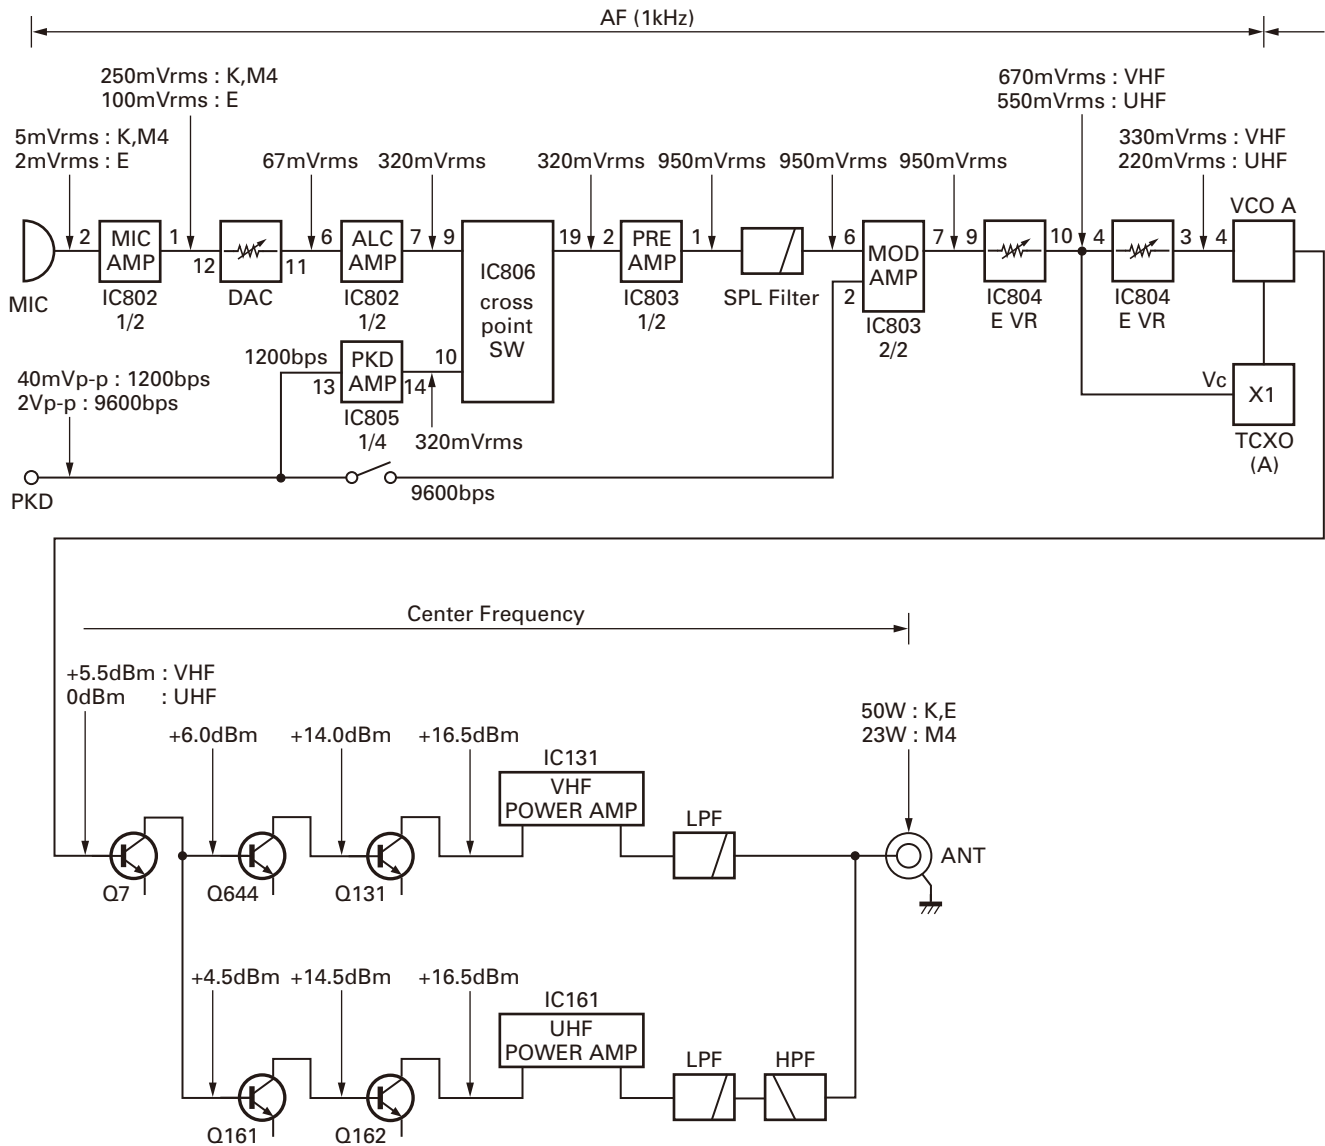 AF (1kHz)
250mVrms : K,M4
100mVrms : E
670mVrms : VHF
550mVrms : UHF
5mVrms : K,M4
2mVrms : E
67mVrms
320mVrms
320mVrms
950mVrms
950mVrms
950mVrms
330mVrms : VHF
220mVrms : UHF
MIC
2
MIC
AMP
1
IC802
1/2
12
DAC
11
6
ALC
AMP
7
IC802
1/2
9
IC806
cross
point
SW
19
2
PRE
AMP
1
IC803
1/2
SPL Filter
6
MOD
AMP
7
2
IC803
2/2
9
10
IC804
E VR
4
3
IC804
E VR
4
VCO A
40mVp-p : 1200bps
2Vp-p : 9600bps
PKD
1200bps
13
PKD
AMP
14
10
IC805
1/4
320mVrms
9600bps
Vc
X1
TCXO
(A)
Center Frequency
+5.5dBm : VHF
0dBm : UHF
+6.0dBm
+14.0dBm
+16.5dBm
IC131
VHF
POWER AMP
LPF
50W : K,E
23W : M4
ANT
Q7
Q644
Q131
+4.5dBm
+14.5dBm
+16.5dBm
IC161
UHF
POWER AMP
LPF
HPF
Q161
Q162